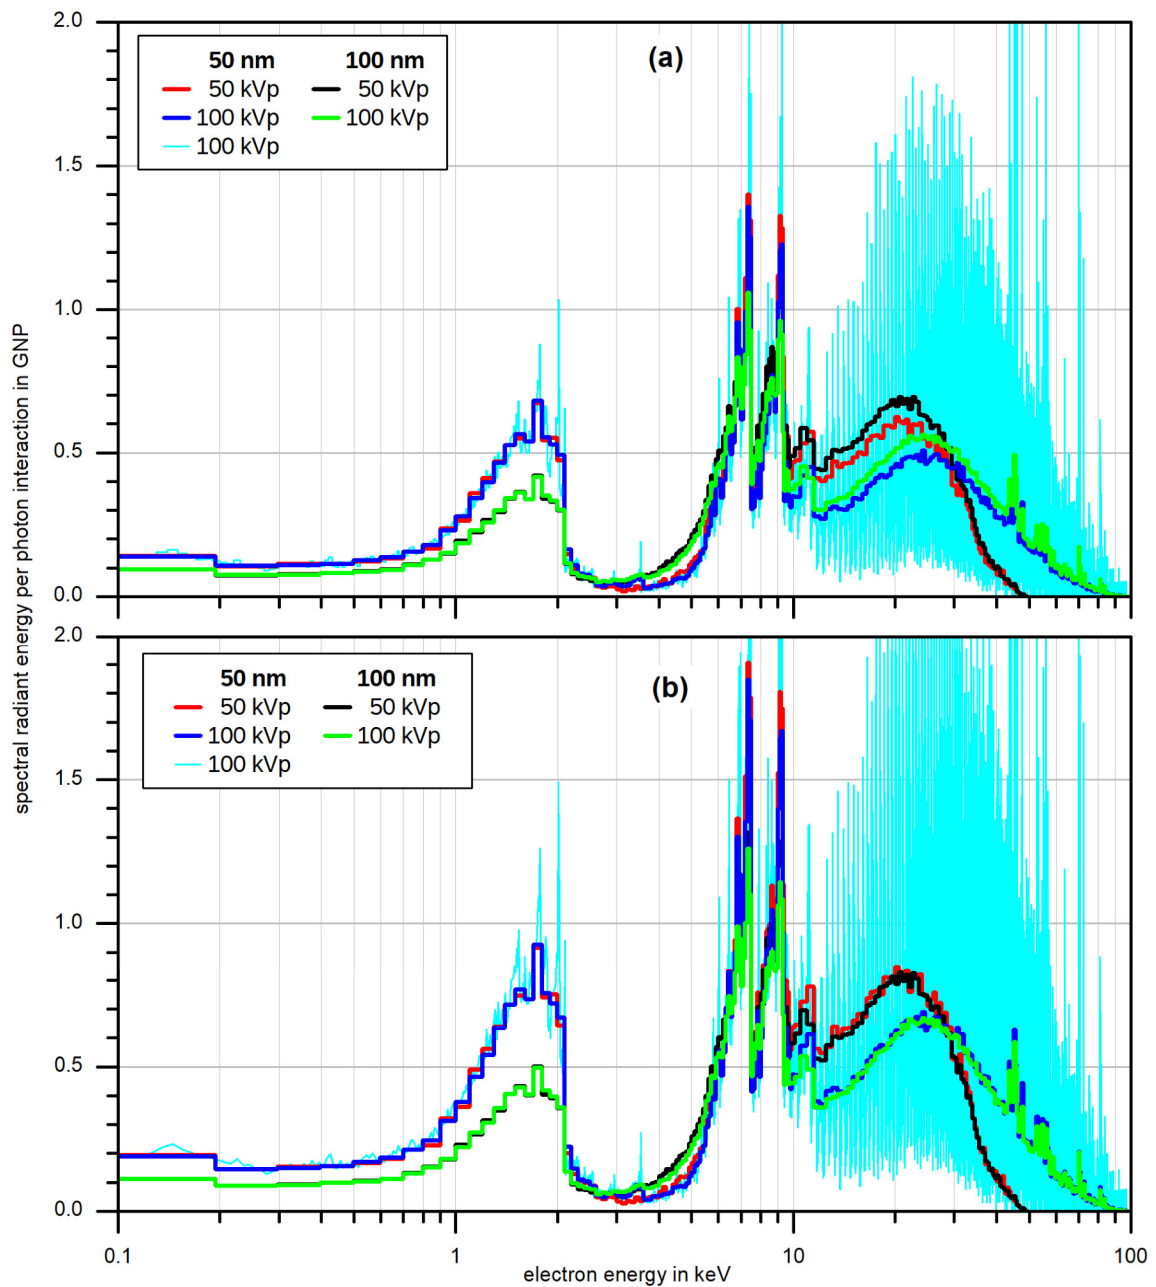 2.0
(a)
50 nm 100 nm
50 kVp 50 kVp
100 kVp 100 kVp
100 kVp
1.5
1.0
0.5
0.0
spectral radiant energy per photon interaction in GNP
2.0
(b)
50 nm 100 nm
50 kVp 50 kVp
100 kVp 100 kVp
100 kVp
1.5
1.0
0.5
0.0
0.1 1 10 100
electron energy in keV